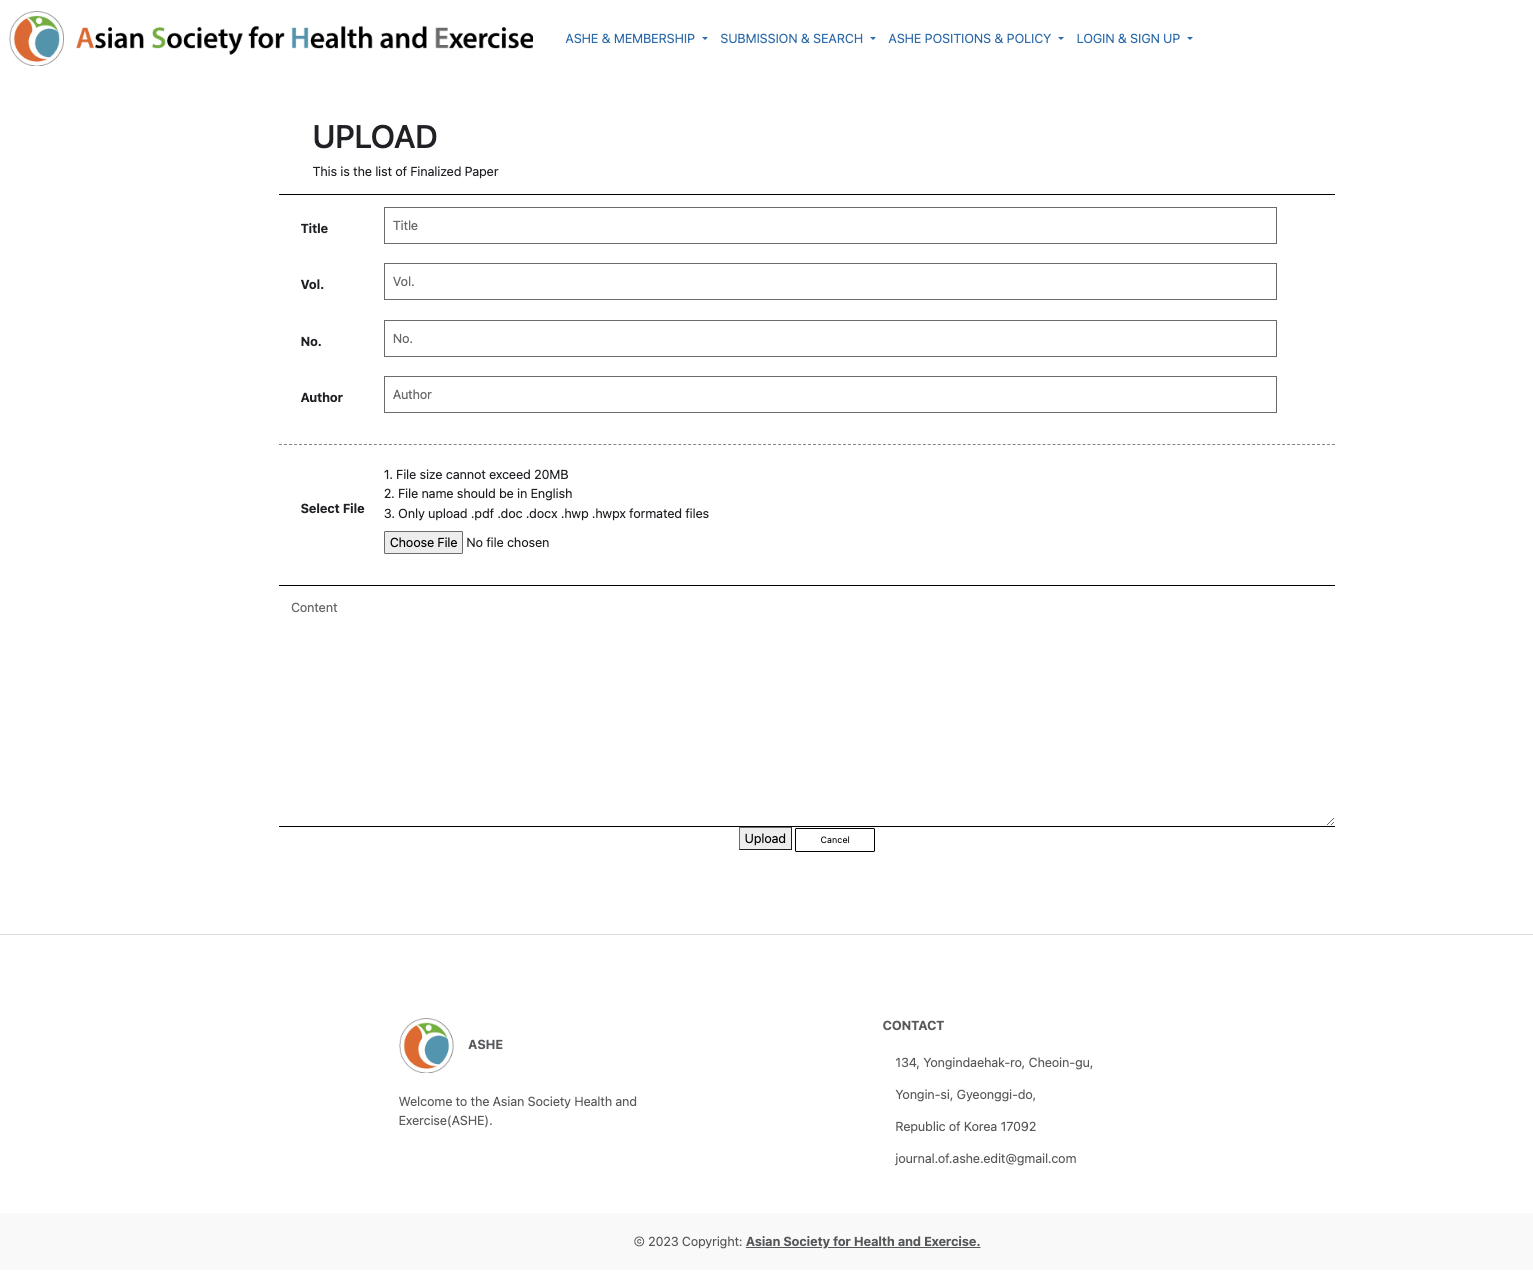 Asian Society for Health and Exercise
ASHE & MEMBERSHIP
SUBMISSION & SEARCH
ASHE POSITIONS & POLICY
LOGIN & SIGN UP
UPLOAD
This is the list of Finalized Paper
Title
Title
Vol.
Vol.
No.
No.
Author
Author
Select File
1. File size cannot exceed 20MB
2. File name should be in English
3. Only upload .pdf .doc .docx .hwp .hwpx formated files
Choose File No file chosen
Content
Upload
Cancel
ASHE
Welcome to the Asian Society Health and
Exercise(ASHE).
CONTACT
134, Yongindaehak-ro, Cheoin-gu,
Yongin-si, Gyeonggi-do,
Republic of Korea 17092
journal.of.ashe.edit@gmail.com
© 2023 Copyright: Asian Society for Health and Exercise.